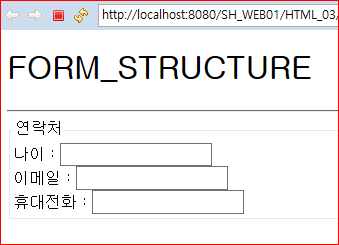 http://localhost:8080/SH_WEB01/HTML_03/
FORM_STRUCTURE
연락처
나이 :
이메일 :
휴대전화 :